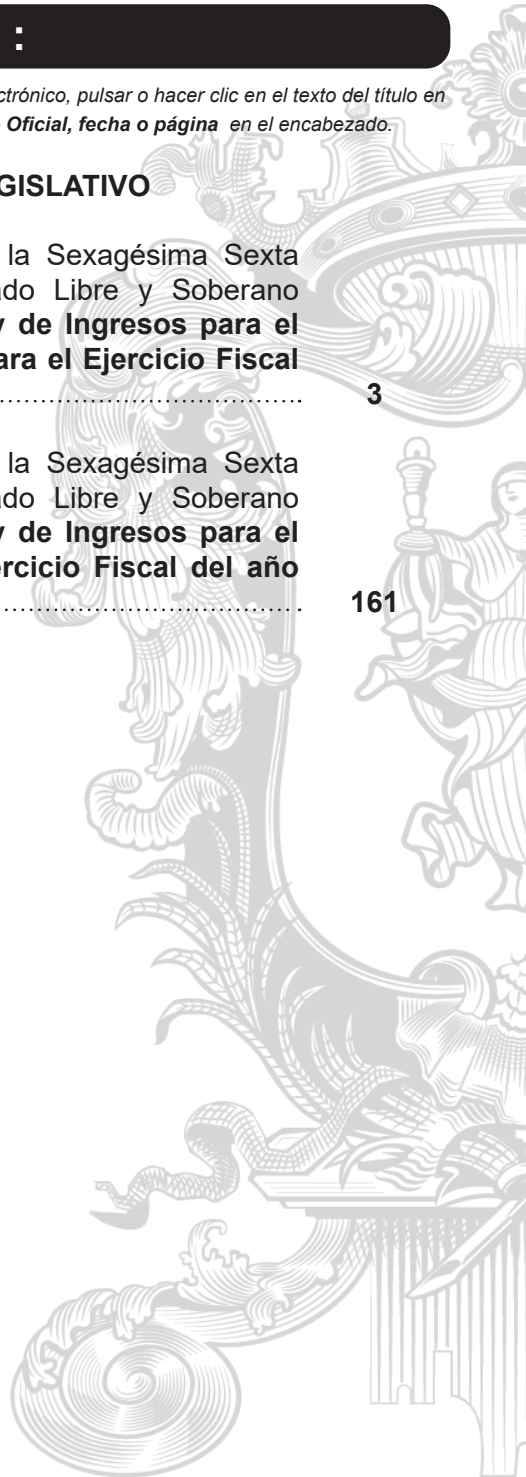 :
ctrónico, pulsar o hacer clic en el texto del título en
Oficial, fecha o página en el encabezado.
GISLATIVO
la Sexagésima Sexta
ado Libre y Soberano
de Ingresos para el
ara el Ejercicio Fiscal
........................................ 3
la Sexagésima Sexta
ado Libre y Soberano
de Ingresos para el
ercicio Fiscal del año
........................................ 161